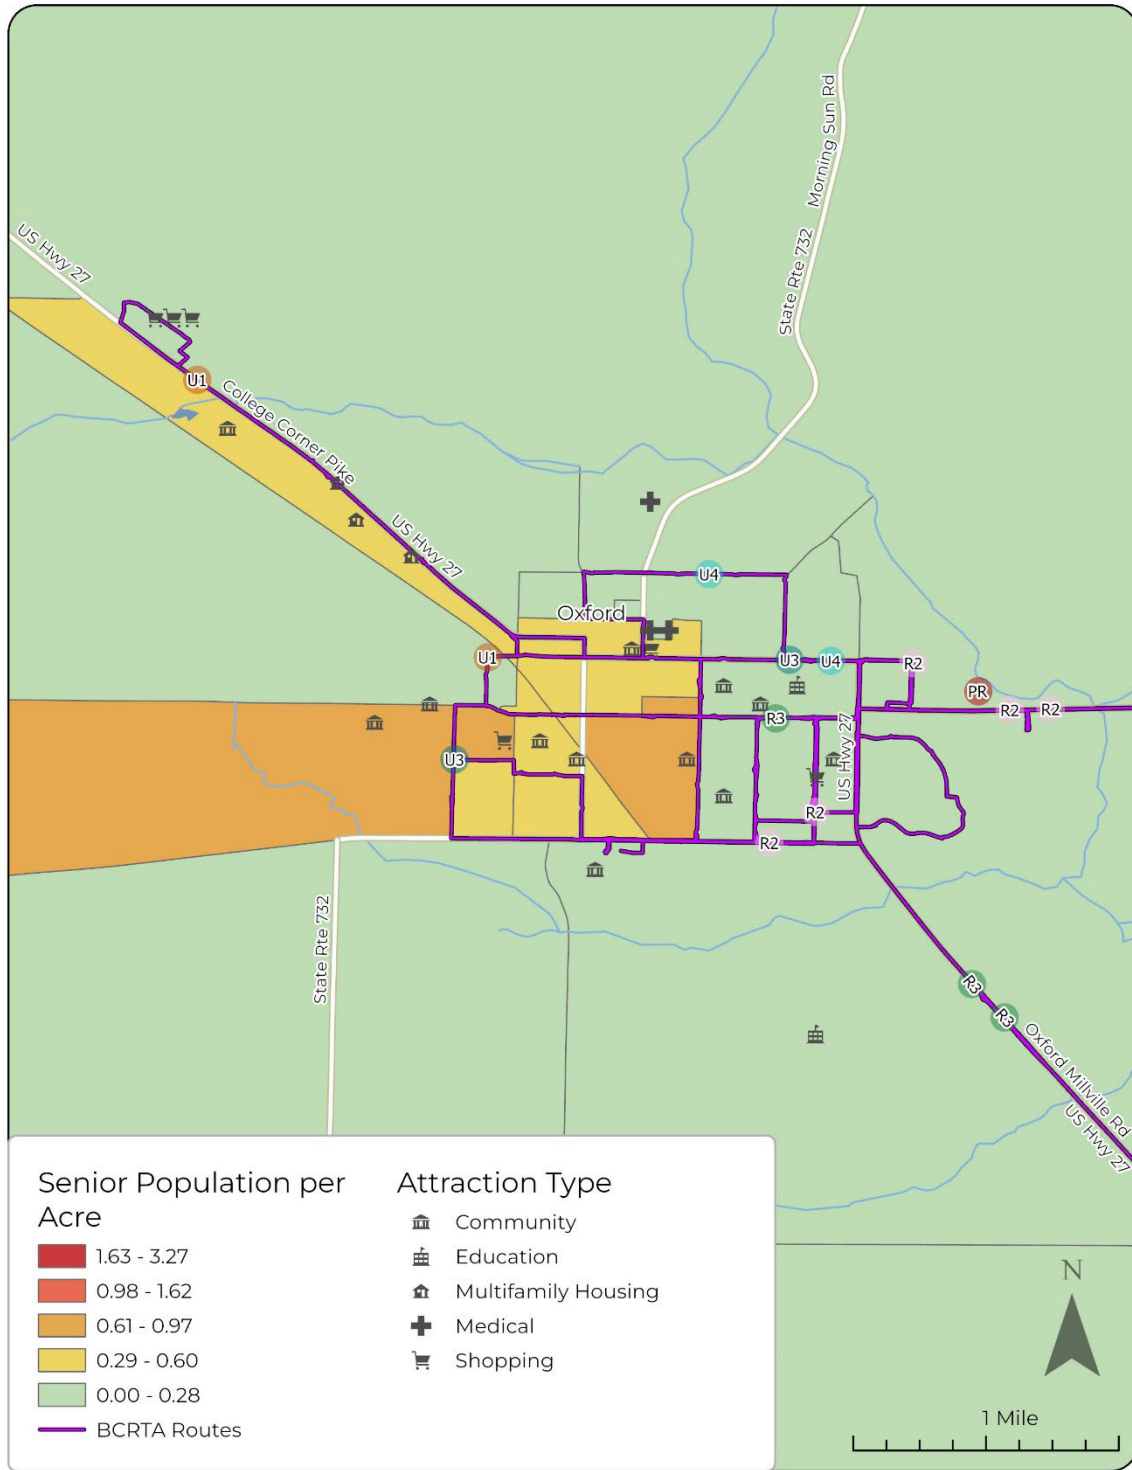 Morning Sun Rd
State Rte 732
US Hwy 27
U1
College Corner Pike
US Hwy 27
U4
Oxford
U1
U3
U4
R2
PR
R2
R2
R3
US Hwy 27
U3
R2
R2
State Rte 732
R3
R3
Oxford Millville Rd
US Hwy 27
Senior Population per
Acre
1.63 - 3.27
0.98 - 1.62
0.61 - 0.97
0.29 - 0.60
0.00 - 0.28
BCRTA Routes
Attraction Type
Community
Education
Multifamily Housing
Medical
Shopping
N
1 Mile